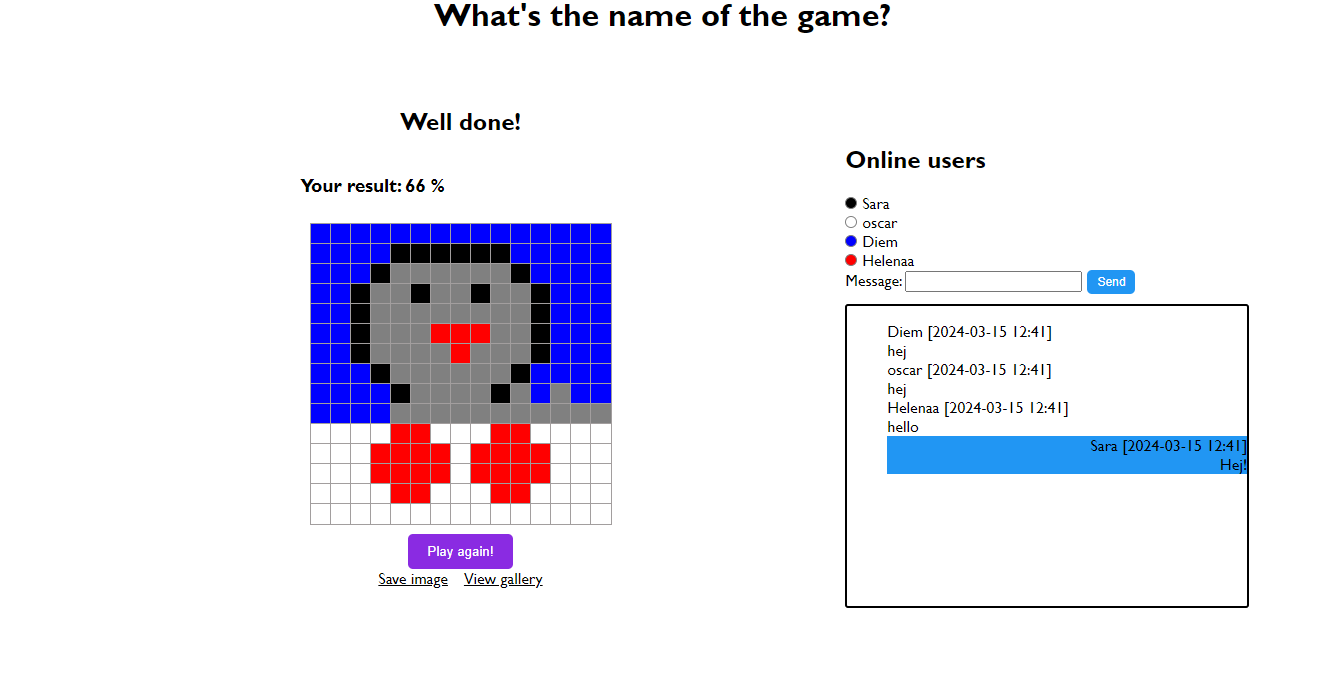 What's the name of the game?
Well done!
Your result: 66 %
Play again!
Save image View gallery
Online users
Sara
oscar
Diem
Helenaa
Message: Send
Diem [2024-03-15 12:41]
hej
oscar [2024-03-15 12:41]
hej
Helenaa [2024-03-15 12:41]
hello
Sara [2024-03-15 12:41]
Hej!